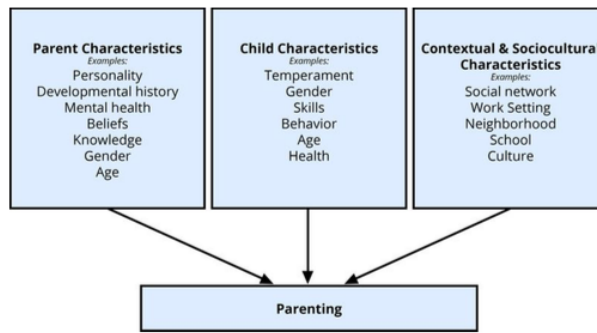 Parent Characteristics
Examples:
Personality
Developmental history
Mental health
Beliefs
Knowledge
Gender
Age
Child Characteristics
Examples:
Temperament
Gender
Skills
Behavior
Age
Health
Contextual & Sociocultural
Characteristics
Examples:
Social network
Work Setting
Neighborhood
School
Culture
Parenting